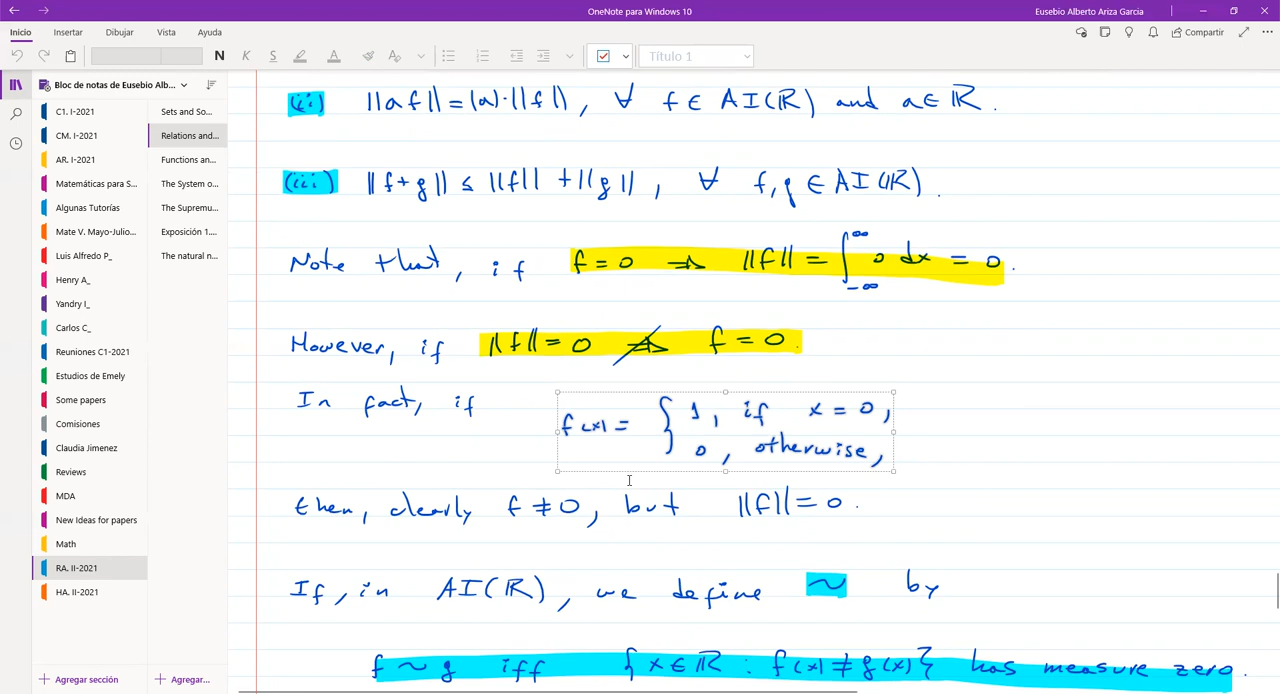 OneNote para Windows 10
Eusebio Alberto Ariza Garcia
Inicio Insertar Dibujar Vista Ayuda
Compartir
N K S A
Título 1
Bloc de notas de Eusebio Alb...
C1. I-2021
CM. I-2021
AR. I-2021
Matemáticas para S...
Algunas Tutorías
Mate V. Mayo-Julio...
Luis Alfredo P_
Henry A_
Yandry I_
Carlos C_
Reuniones C1-2021
Estudios de Emely
Some papers
Comisiones
Claudia Jimenez
Reviews
MDA
New Ideas for papers
Math
RA. II-2021
HA. II-2021
Agregar sección
Sets and So...
Relations and...
Functions an...
The System o...
The Supremu...
Exposición 1....
The natural n...
Agregar...
(ii) ||af|| = |a|·||f||, ∀ f ∈ AI(ℝ) and a ∈ ℝ.
(iii) ||f+g|| ≤ ||f|| + ||g||, ∀ f, g ∈ AI(ℝ).
Note that, if f = 0 ⇒ ||f|| = ∫_{-∞}^{∞} 0 dx = 0.
However, if ||f|| = 0 ⇏ f = 0.
In fact, if f(x) = { 1, if x = 0,
0, otherwise,
then, clearly f ≠ 0, but ||f|| = 0.
If, in AI(ℝ), we define ~ by
f ~ g iff {x ∈ ℝ : f(x) ≠ g(x)} has measure zero.